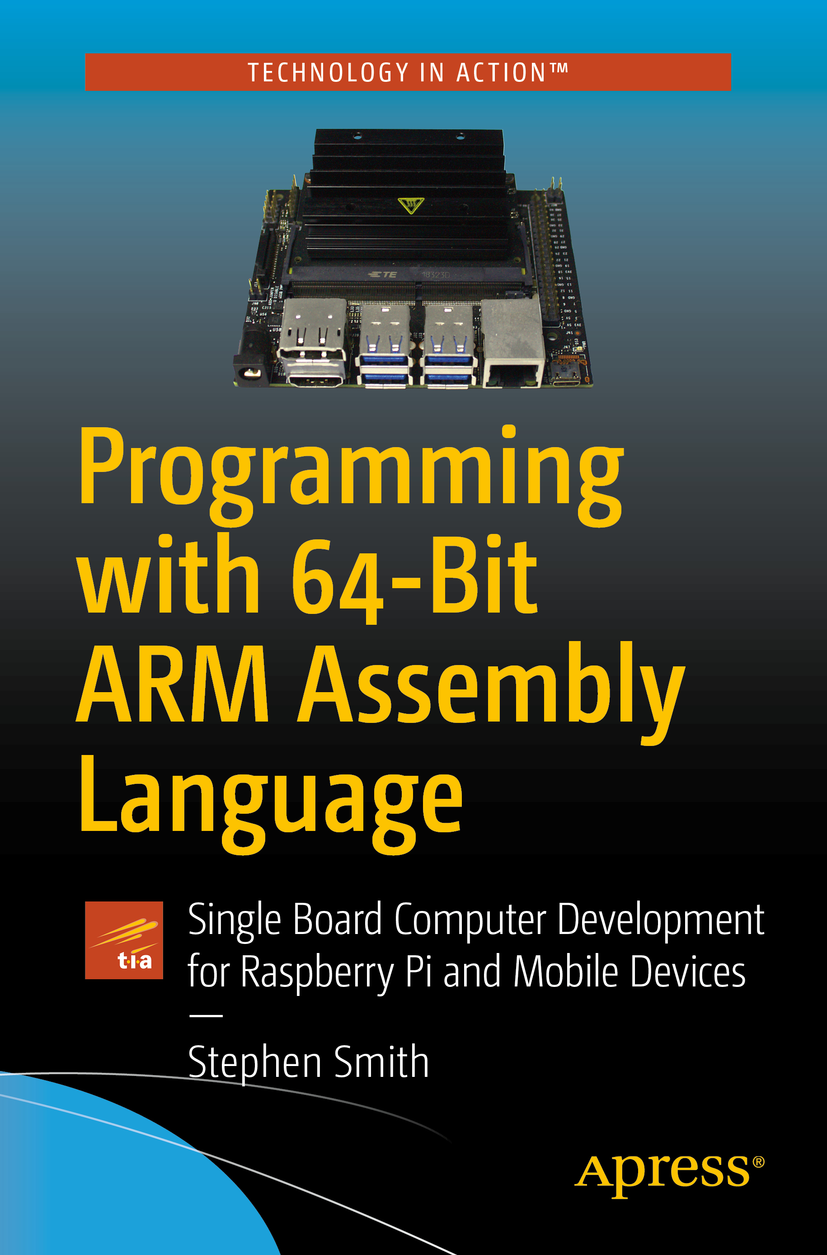 TECHNOLOGY IN ACTION™
TE
Programming
with 64-Bit
ARM Assembly
Language
t.i.a
Single Board Computer Development
for Raspberry Pi and Mobile Devices
—
Stephen Smith
Apress®